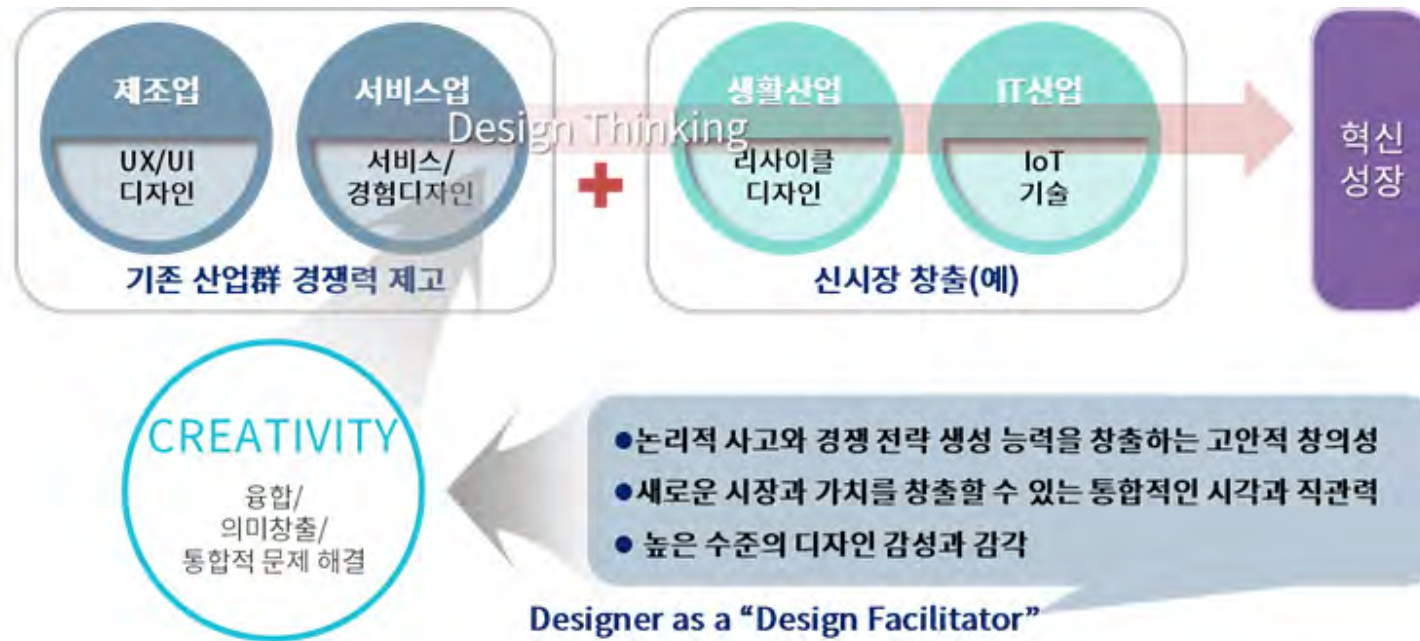 제조업
UX/UI
디자인
서비스업
서비스/
경험디자인
기존 산업群 경쟁력 제고
Design Thinking
생활산업
리사이클
디자인
IT산업
IoT
기술
신시장 창출(예)
혁신
성장
CREATIVITY
융합/
의미창출/
통합적 문제 해결
●논리적 사고와 경쟁 전략 생성 능력을 창출하는 고안적 창의성
●새로운 시장과 가치를 창출할 수 있는 통합적인 시각과 직관력
● 높은 수준의 디자인 감성과 감각
Designer as a “Design Facilitator”